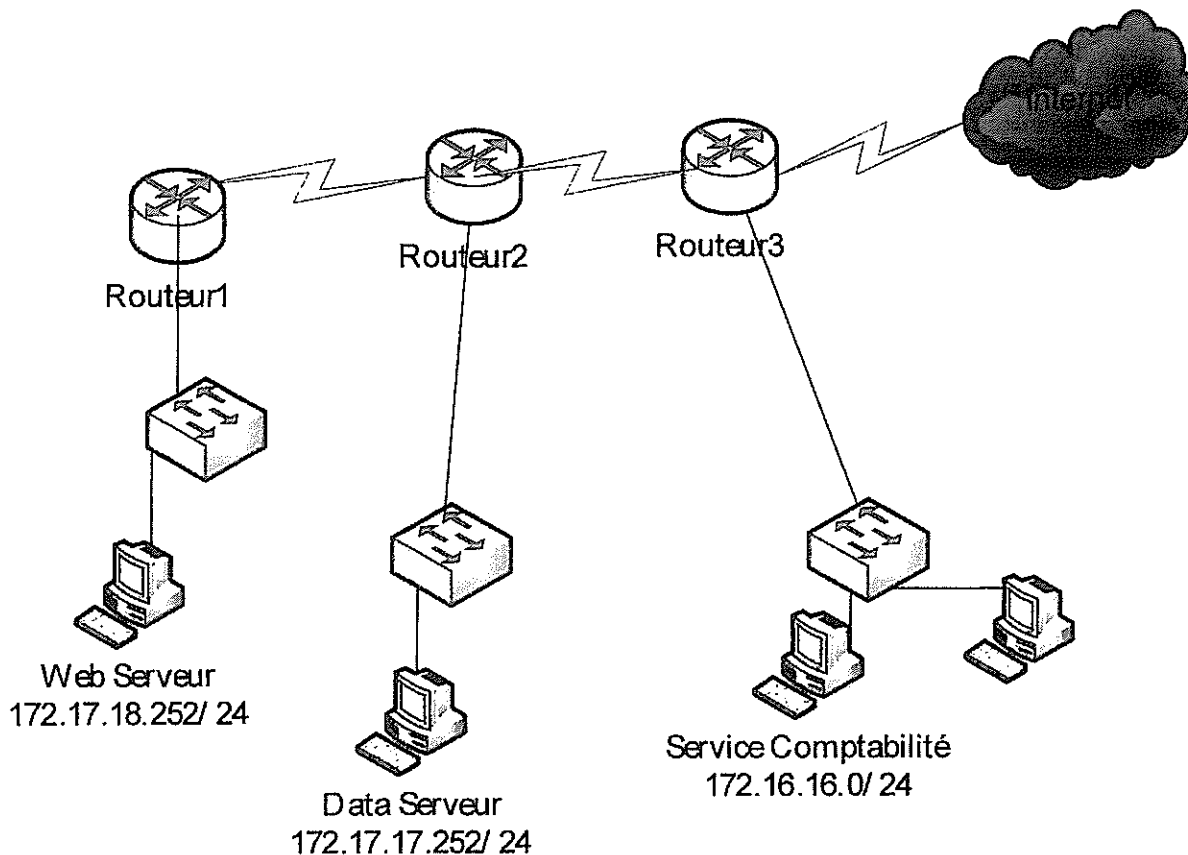 Internet
Routeur1
Routeur2
Routeur3
Web Serveur
172.17.18.252/ 24
Data Serveur
172.17.17.252/ 24
Service Comptabilité
172.16.16.0/ 24